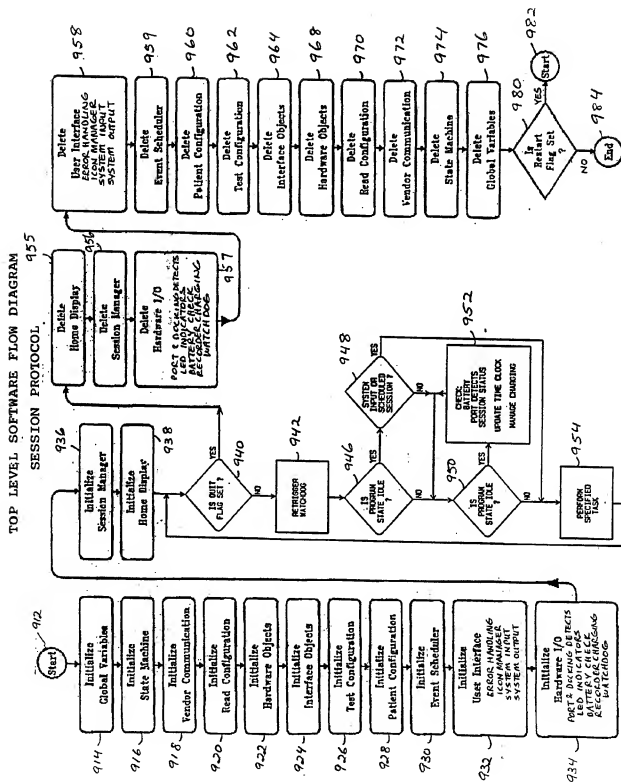 TOP LEVEL SOFTWARE FLOW DIAGRAM
SESSION PROTOCOL
Start
912
914
Initialize
Global Variables
916
Initialize
State Machine
918
Initialize
Vendor Communication
920
Initialize
Read Configuration
922
Initialize
Hardware Objects
924
Initialize
Interface Objects
926
Initialize
Test Configuration
928
Initialize
Patient Configuration
930
Initialize
Event Scheduler
932
Initialize
User Interface
ERROR HANDLING
ICON MANAGER
SYSTEM INPUT
SYSTEM OUTPUT
934
Initialize
Hardware I/O
PORT & DOCKING DETECTS
LED INDICATORS
BATTERY CHECK
RECORDER CHARGING
WATCHDOG
936
Initialize
Session Manager
938
Initialize
Home Display
940
IS QUIT
FLAG SET
?
YES
NO
942
RETRIGGER
WATCHDOG
946
IS
PROGRAM
STATE IDLE
?
YES
NO
948
SYSTEM
INPUT OR
SCHEDULED
SESSION ?
YES
NO
950
IS
PROGRAM
STATE IDLE
?
YES
NO
952
CHECK:
BATTERY
PORT DETECTS
SESSION STATUS
UPDATE TIME CLOCK
MANAGE CHARGING
954
PERFORM
SPECIFIED
TASK
955
Delete
Home Display
956
Delete
Session Manager
957
Delete
Hardware I/O
PORT & DOCKING DETECTS
LED INDICATORS
BATTERY CHECK
RECORDER CHARGING
WATCHDOG
958
Delete
User Interface
ERROR HANDLING
ICON MANAGER
SYSTEM INPUT
SYSTEM OUTPUT
959
Delete
Event Scheduler
960
Delete
Patient Configuration
962
Delete
Test Configuration
964
Delete
Interface Objects
968
Delete
Hardware Objects
970
Delete
Read Configuration
972
Delete
Vendor Communication
974
Delete
State Machine
976
Delete
Global Variables
980
Is
Restart
Flag Set
?
YES
Start
982
NO
End
984